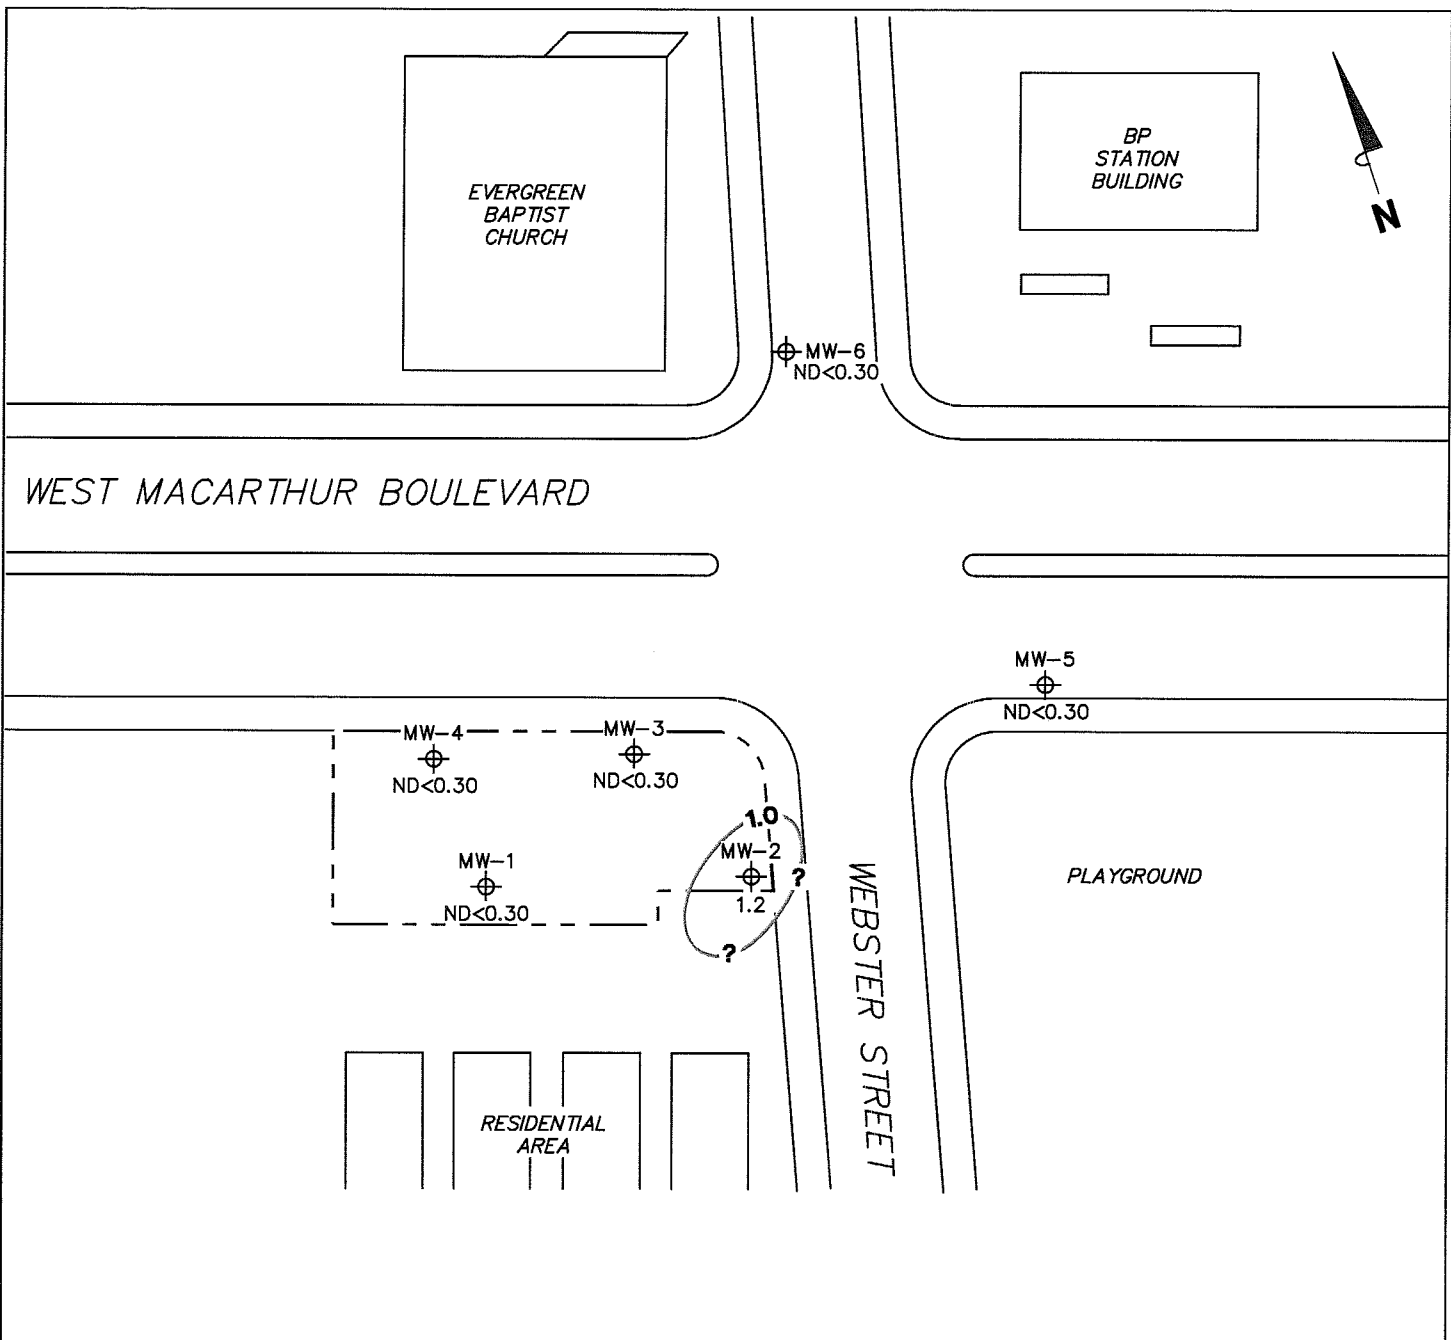 EVERGREEN
BAPTIST
CHURCH
BP
STATION
BUILDING
N
MW-6
ND<0.30
WEST MACARTHUR BOULEVARD
MW-5
ND<0.30
MW-4
ND<0.30
MW-3
ND<0.30
1.0
MW-2
?
1.2
?
MW-1
ND<0.30
WEBSTER STREET
PLAYGROUND
RESIDENTIAL
AREA